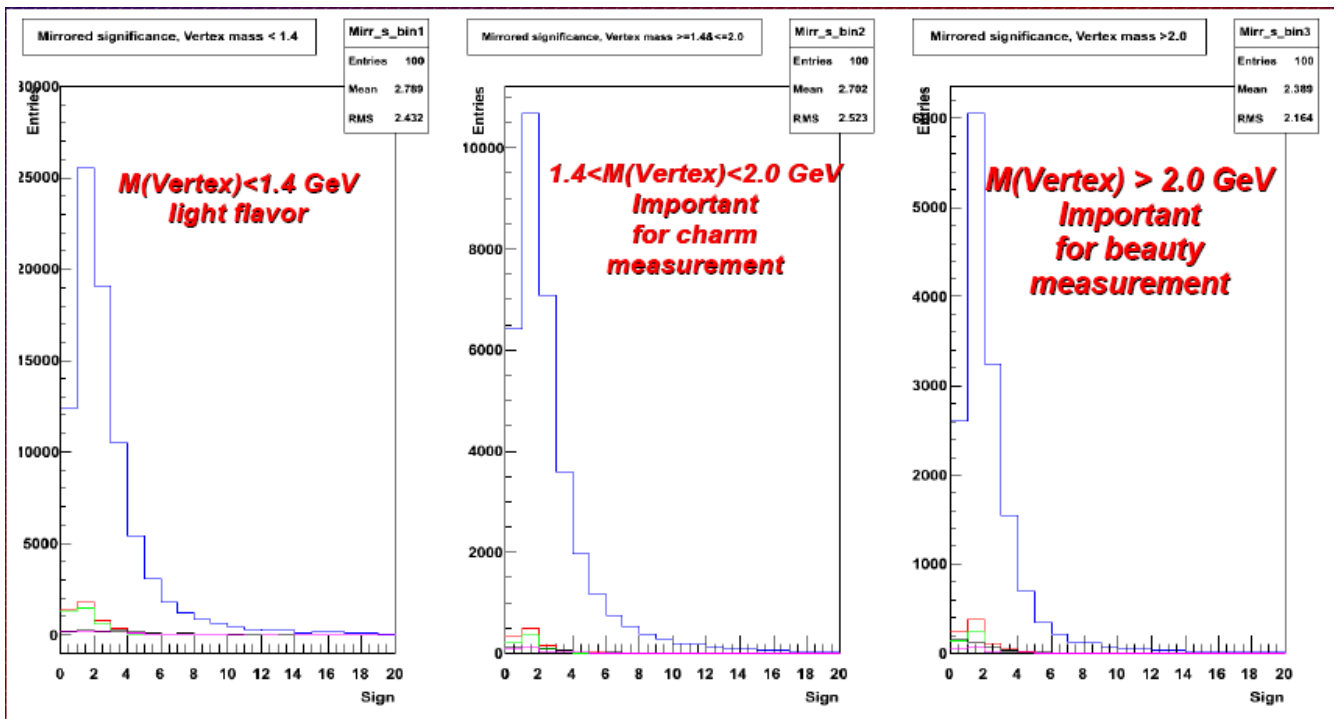 Mirrored significance, Vertex mass < 1.4
Mirr_s_bin1
Entries 100
Mean 2.789
RMS 2.432
Entries
M(Vertex)<1.4 GeV
light flavor
30000
25000
20000
15000
10000
5000
0
0 2 4 6 8 10 12 14 16 18 20
Sign
Mirrored significance, Vertex mass >=1.4&<=2.0
Mirr_s_bin2
Entries 100
Mean 2.702
RMS 2.523
Entries
1.4<M(Vertex)<2.0 GeV
Important
for charm
measurement
10000
8000
6000
4000
2000
0
0 2 4 6 8 10 12 14 16 18 20
Sign
Mirrored significance, Vertex mass >2.0
Mirr_s_bin3
Entries 100
Mean 2.389
RMS 2.164
Entries
M(Vertex) > 2.0 GeV
Important
for beauty
measurement
6000
5000
4000
3000
2000
1000
0
0 2 4 6 8 10 12 14 16 18 20
Sign